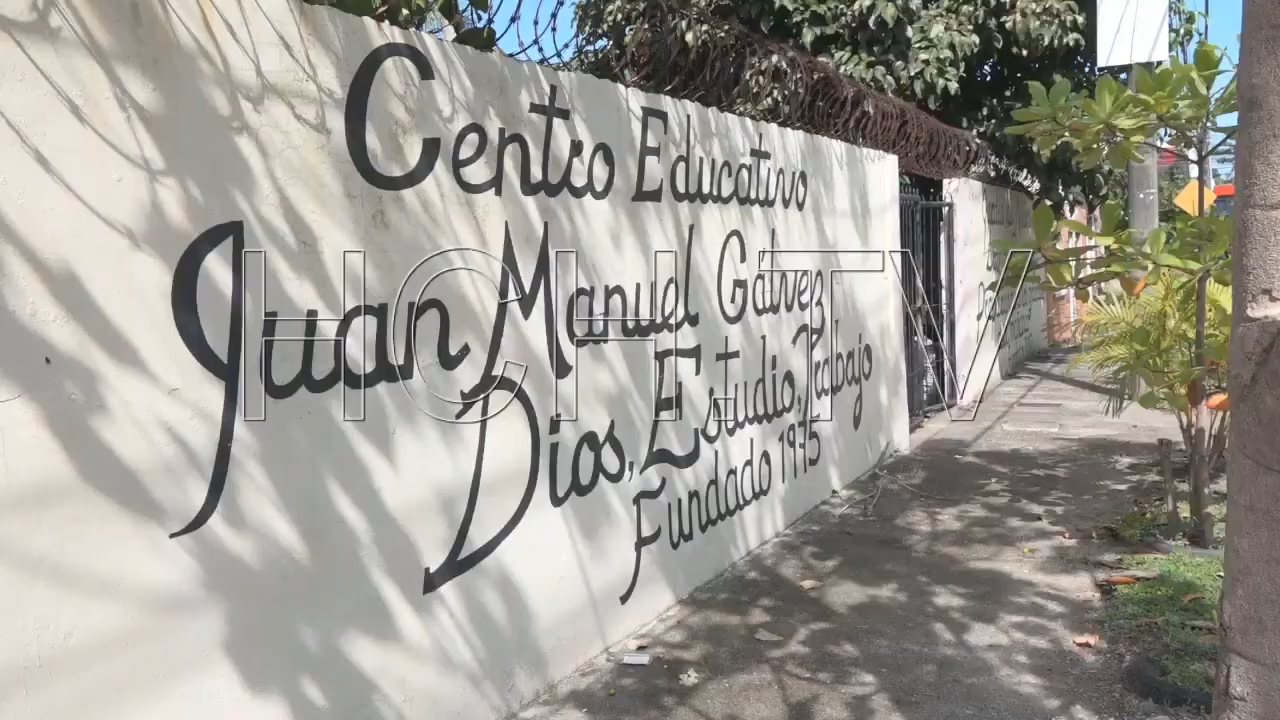 Centro Educativo
Juan Manuel Gálvez
Dios, Estudio, Trabajo
Fundado 1975
HCH.TV